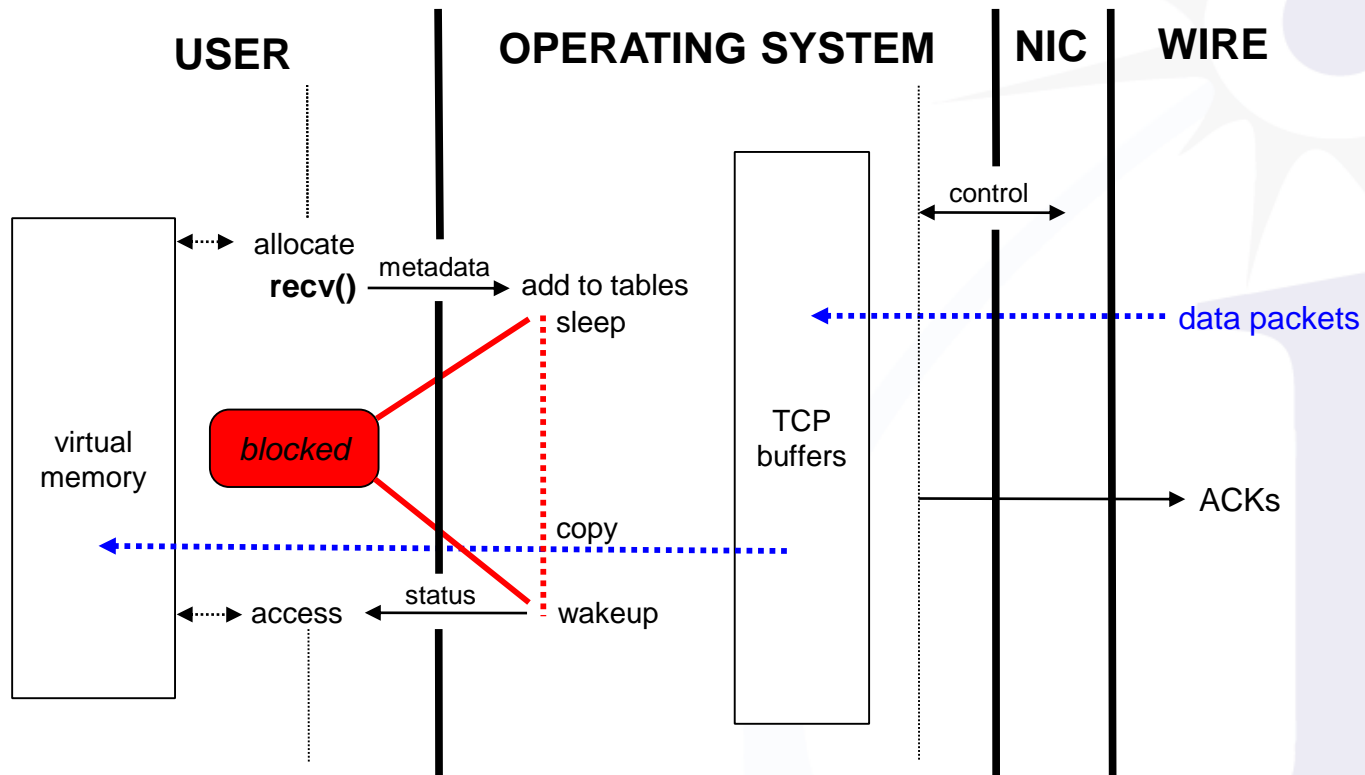 USER
OPERATING SYSTEM
NIC
WIRE
control
allocate
recv()
metadata
add to tables
sleep
data packets
blocked
virtual
memory
TCP
buffers
ACKs
copy
status
access
wakeup